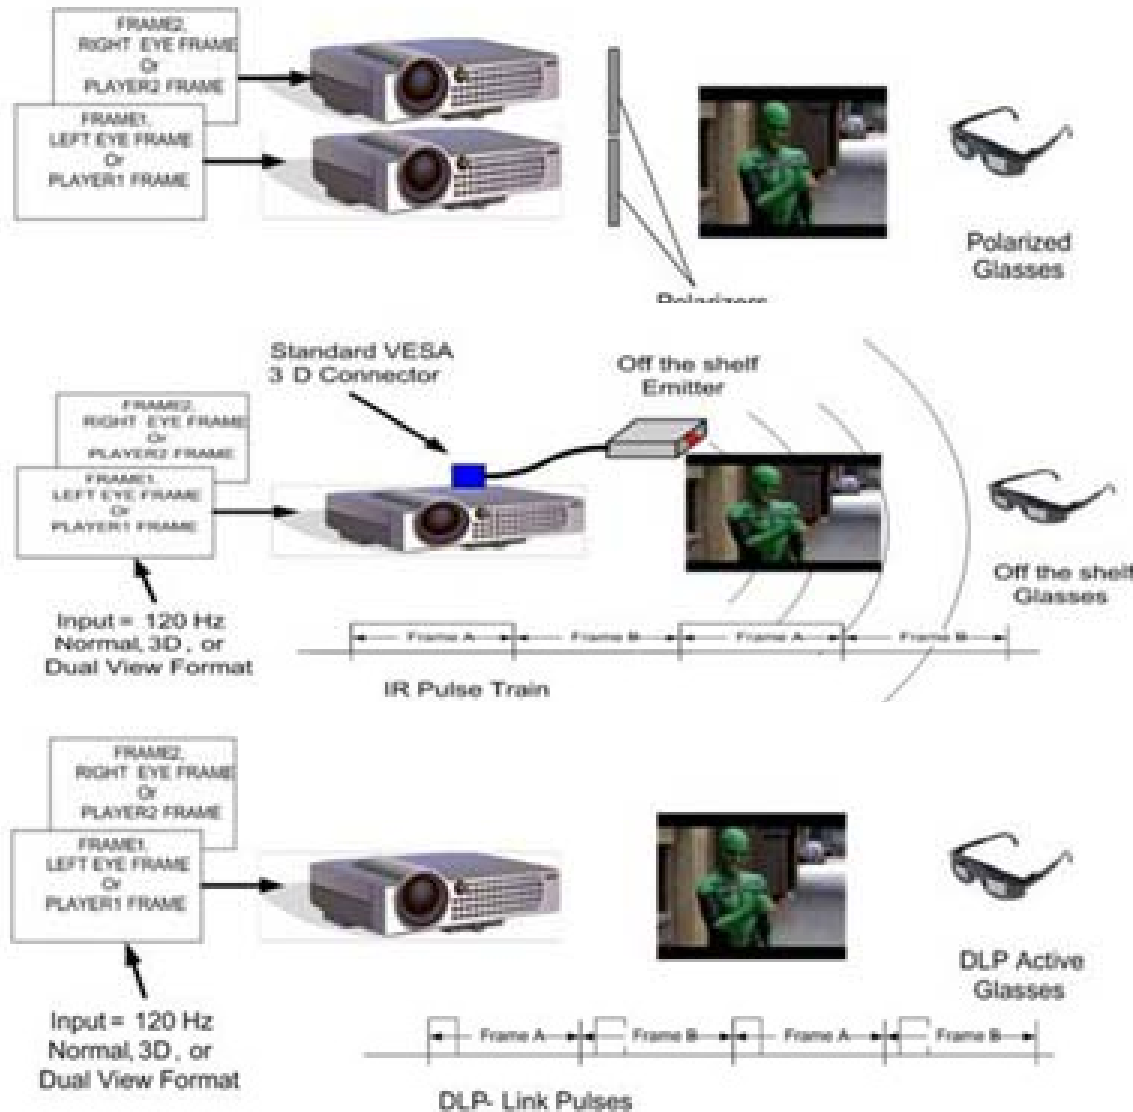 FRAME2,
RIGHT EYE FRAME
Or
PLAYER2 FRAME
FRAME1,
LEFT EYE FRAME
Or
PLAYER1 FRAME
Polarizers
Polarized
Glasses
Standard VESA
3 D Connector
Off the shelf
Emitter
FRAME2,
RIGHT EYE FRAME
Or
PLAYER2 FRAME
FRAME1,
LEFT EYE FRAME
Or
PLAYER1 FRAME
Off the shelf
Glasses
Input = 120 Hz
Normal, 3D, or
Dual View Format
Frame A
Frame B
Frame A
Frame B
IR Pulse Train
FRAME2,
RIGHT EYE FRAME
Or
PLAYER2 FRAME
FRAME1,
LEFT EYE FRAME
Or
PLAYER1 FRAME
DLP Active
Glasses
Input = 120 Hz
Normal, 3D, or
Dual View Format
Frame A
Frame B
Frame A
Frame B
DLP- Link Pulses